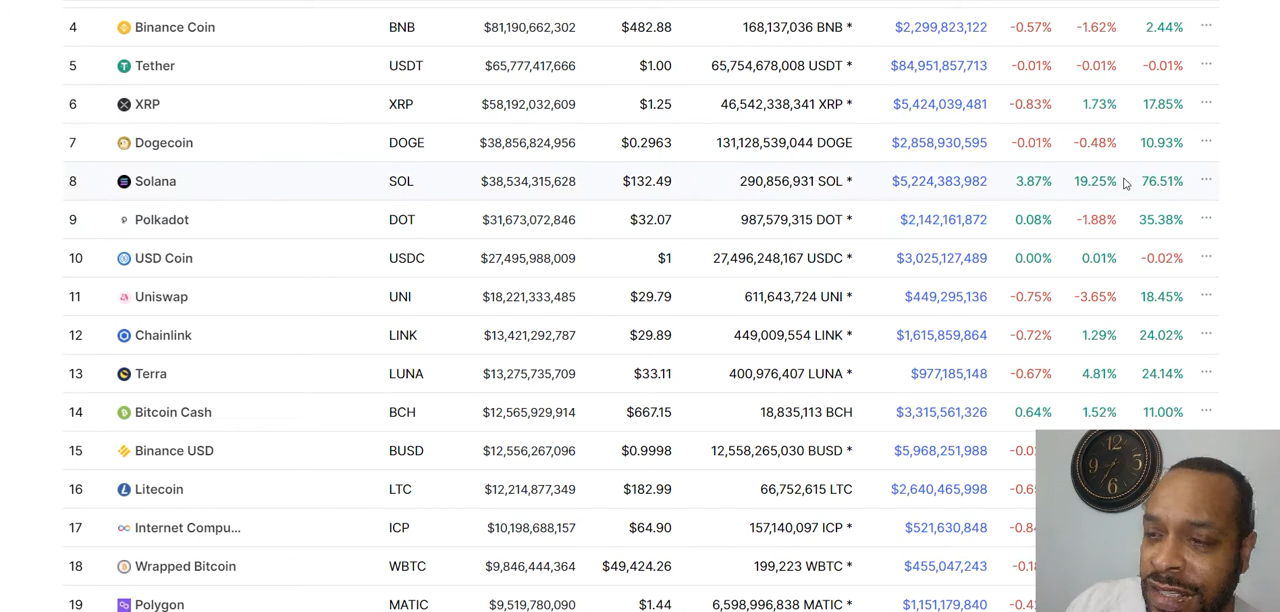 4 Binance Coin BNB $81,190,662,302 $482.88 168,137,036 BNB * $2,299,823,122 -0.57% -1.62% 2.44% ...
5 Tether USDT $65,777,417,666 $1.00 65,754,678,008 USDT * $84,951,857,713 -0.01% -0.01% -0.01% ...
6 XRP XRP $58,192,032,609 $1.25 46,542,338,341 XRP * $5,424,039,481 -0.83% 1.73% 17.85% ...
7 Dogecoin DOGE $38,856,824,956 $0.2963 131,128,539,044 DOGE $2,858,930,595 -0.01% -0.48% 10.93% ...
8 Solana SOL $38,534,315,628 $132.49 290,856,931 SOL * $5,224,383,982 3.87% 19.25% 76.51% ...
9 Polkadot DOT $31,673,072,846 $32.07 987,579,315 DOT * $2,142,161,872 0.08% -1.88% 35.38% ...
10 USD Coin USDC $27,495,988,009 $1 27,496,248,167 USDC * $3,025,127,489 0.00% 0.01% -0.02% ...
11 Uniswap UNI $18,221,333,485 $29.79 611,643,724 UNI * $449,295,136 -0.75% -3.65% 18.45% ...
12 Chainlink LINK $13,421,292,787 $29.89 449,009,554 LINK * $1,615,859,864 -0.72% 1.29% 24.02% ...
13 Terra LUNA $13,275,735,709 $33.11 400,976,407 LUNA * $977,185,148 -0.67% 4.81% 24.14% ...
14 Bitcoin Cash BCH $12,565,929,914 $667.15 18,835,113 BCH $3,315,561,326 0.64% 1.52% 11.00% ...
15 Binance USD BUSD $12,556,267,096 $0.9998 12,558,265,030 BUSD * $5,968,251,988
16 Litecoin LTC $12,214,877,349 $182.99 66,752,615 LTC $2,640,465,998
17 Internet Compu... ICP $10,198,688,157 $64.90 157,140,097 ICP * $521,630,848
18 Wrapped Bitcoin WBTC $9,846,444,364 $49,424.26 199,223 WBTC * $455,047,243
19 Polygon MATIC $9,519,780,090 $1.44 6,598,996,838 MATIC * $1,151,179,840
12
9 3
6